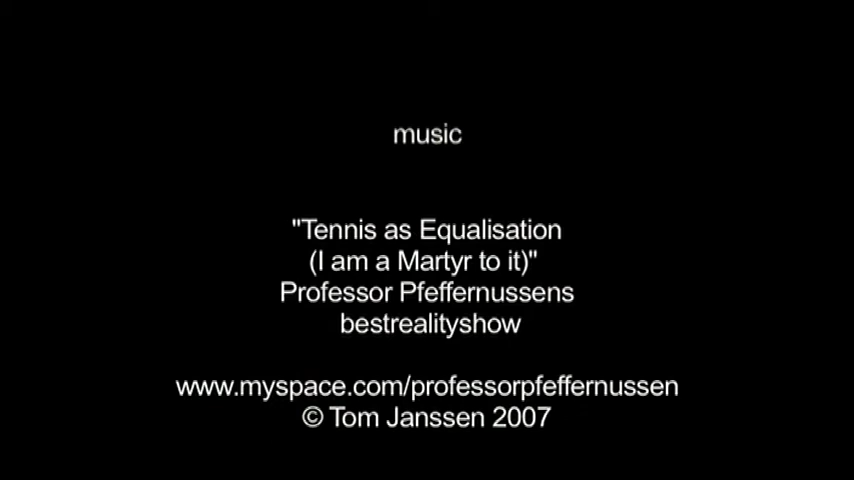 music
"Tennis as Equalisation
(I am a Martyr to it)"
Professor Pfeffernussens
bestrealityshow
www.myspace.com/professorpfeffernussen
© Tom Janssen 2007